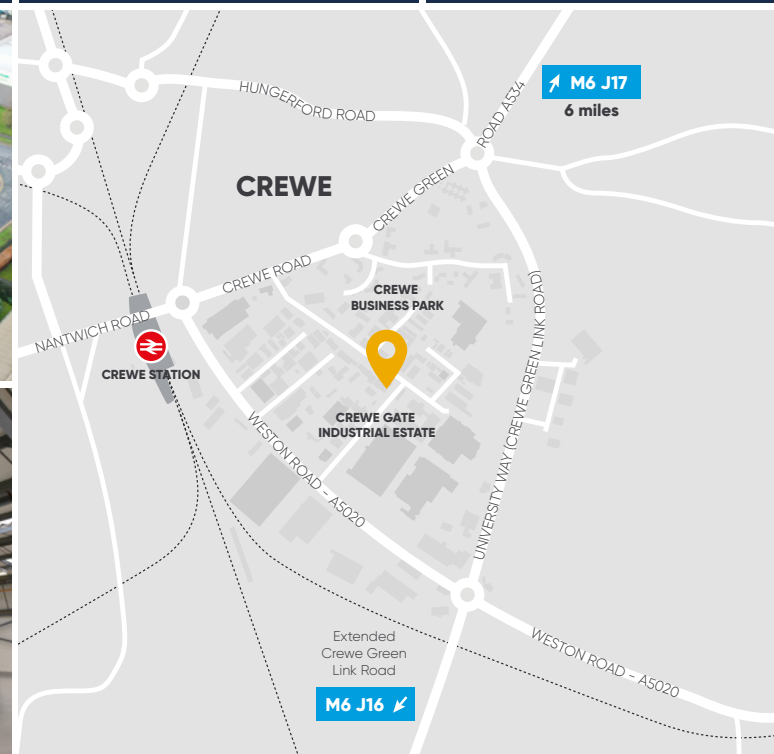 M6 J17
6 miles
HUNGERFORD ROAD
ROAD A534
CREWE
CREWE GREEN
CREWE ROAD
CREWE
BUSINESS PARK
NANTWICH ROAD
CREWE STATION
CREWE GATE
INDUSTRIAL ESTATE
WESTON ROAD - A5020
UNIVERSITY WAY (CREWE GREEN LINK ROAD)
Extended
Crewe Green
Link Road
M6 J16
WESTON ROAD - A5020